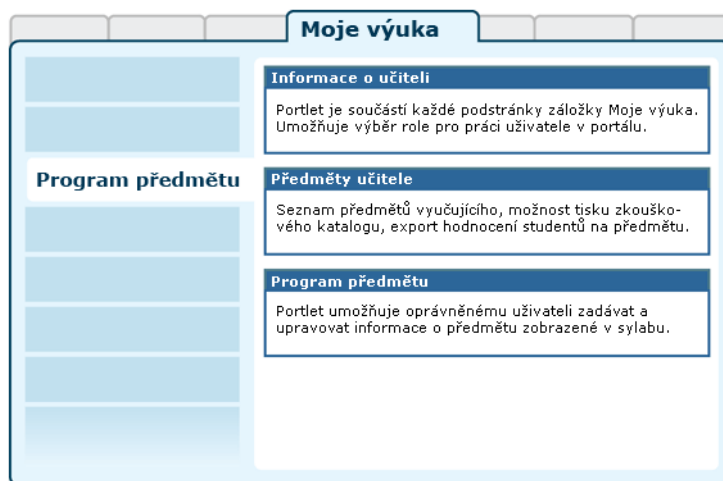 Moje výuka
Program předmětu
Informace o učiteli
Portlet je součástí každé podstránky záložky Moje výuka.
Umožňuje výběr role pro práci uživatele v portálu.
Předměty učitele
Seznam předmětů vyučujícího, možnost tisku zkouško-
vého katalogu, export hodnocení studentů na předmětu.
Program předmětu
Portlet umožňuje oprávněnému uživateli zadávat a
upravovat informace o předmětu zobrazené v sylabu.